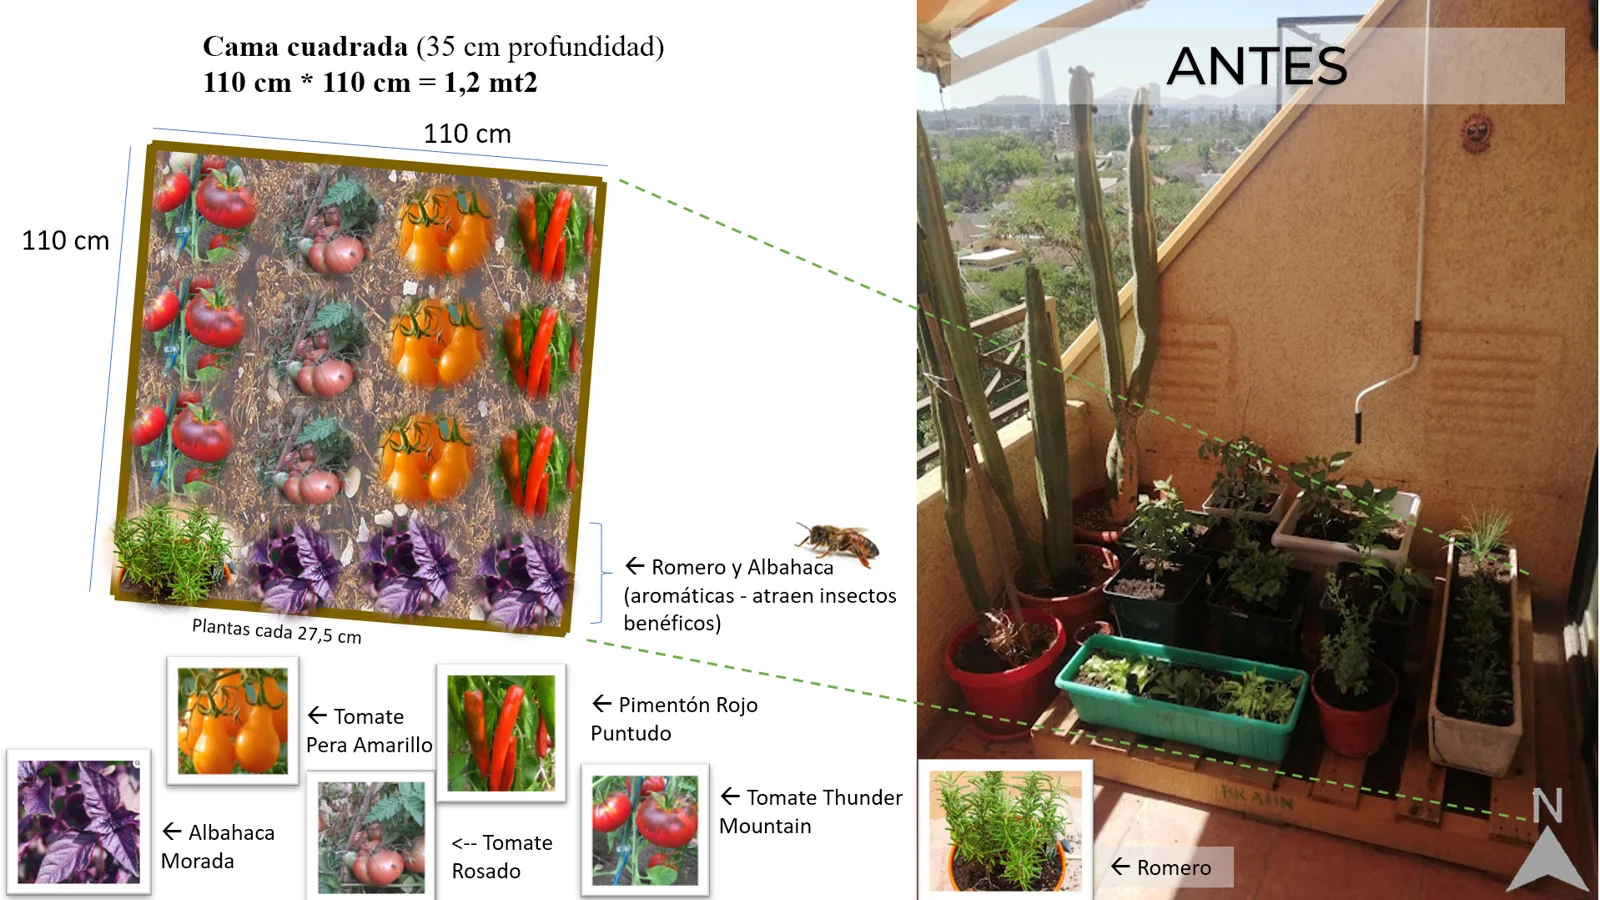 Cama cuadrada (35 cm profundidad)
110 cm * 110 cm = 1,2 mt2
110 cm
110 cm
Plantas cada 27,5 cm
← Romero y Albahaca
(aromáticas - atraen insectos
benéficos)
← Tomate
Pera Amarillo
← Pimentón Rojo
Puntudo
← Albahaca
Morada
<-- Tomate
Rosado
← Tomate Thunder
Mountain
ANTES
BRAUN
← Romero
N